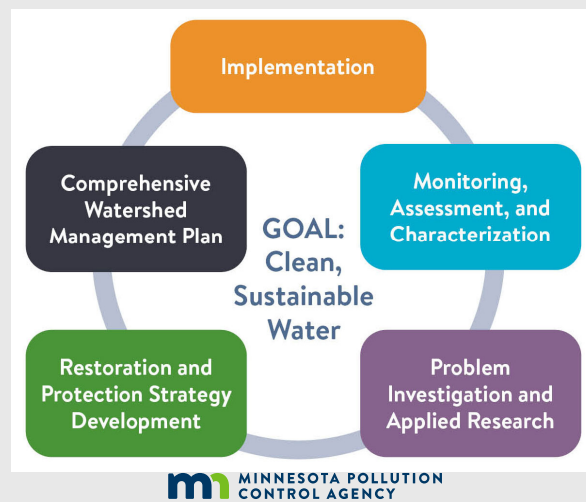 Implementation
Monitoring,
Assessment, and
Characterization
Problem
Investigation and
Applied Research
Restoration and
Protection Strategy
Development
Comprehensive
Watershed
Management Plan
GOAL:
Clean,
Sustainable
Water
MINNESOTA POLLUTION
CONTROL AGENCY